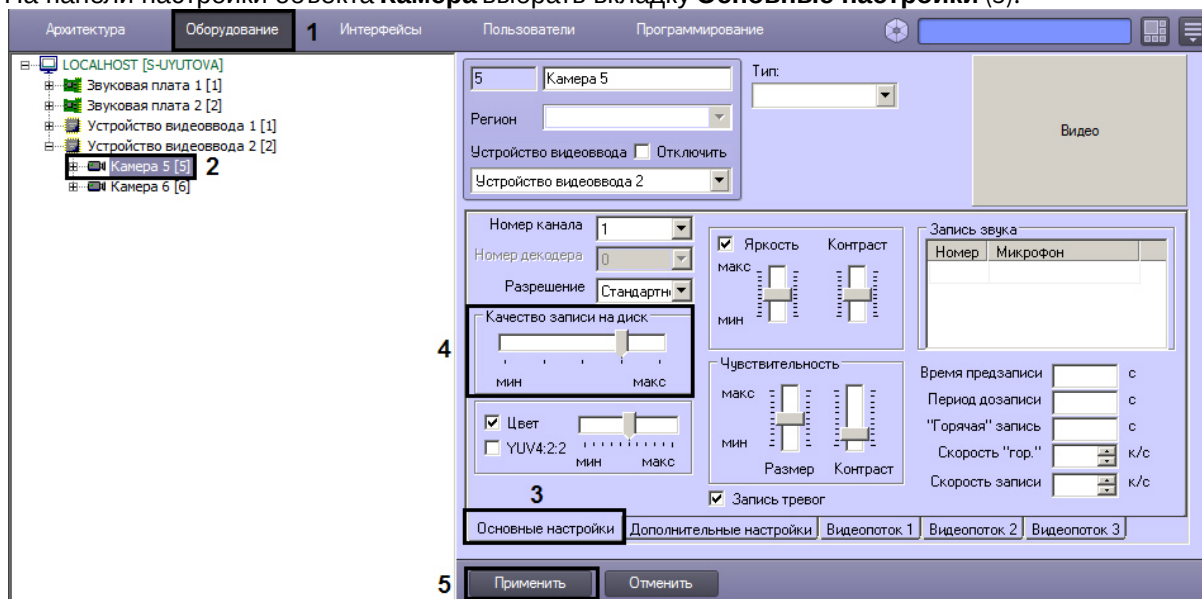 На панели настройки объекта Камера выбрать вкладку Основные настройки (3).
Архитектура Оборудование 1 Интерфейсы Пользователи Программирование
LOCALHOST [S-UYUTOVA]
Звуковая плата 1 [1]
Звуковая плата 2 [2]
Устройство видеоввода 1 [1]
Устройство видеоввода 2 [2]
Камера 5 [5] 2
Камера 6 [6]
5 Камера 5
Тип:
Регион
Устройство видеоввода Отключить
Устройство видеоввода 2
Видео
Номер канала 1
Номер декодера 0
Разрешение Стандартн
4
Качество записи на диск
мин макс
Цвет
YUV4:2:2
мин макс
Яркость Контраст
макс
мин
Чувствительность
макс
мин
Размер Контраст
Запись тревог
Запись звука
Номер Микрофон
Время предзаписи с
Период дозаписи с
"Горячая" запись с
Скорость "гор." к/с
Скорость записи к/с
3
Основные настройки Дополнительные настройки Видеопоток 1 Видеопоток 2 Видеопоток 3
5 Применить Отменить